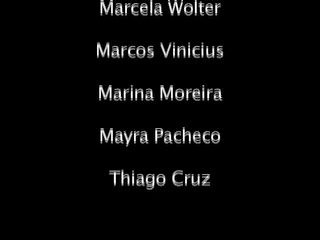 Marcela Wolter
Marcos Vinicius
Marina Moreira
Mayra Pacheco
Thiago Cruz